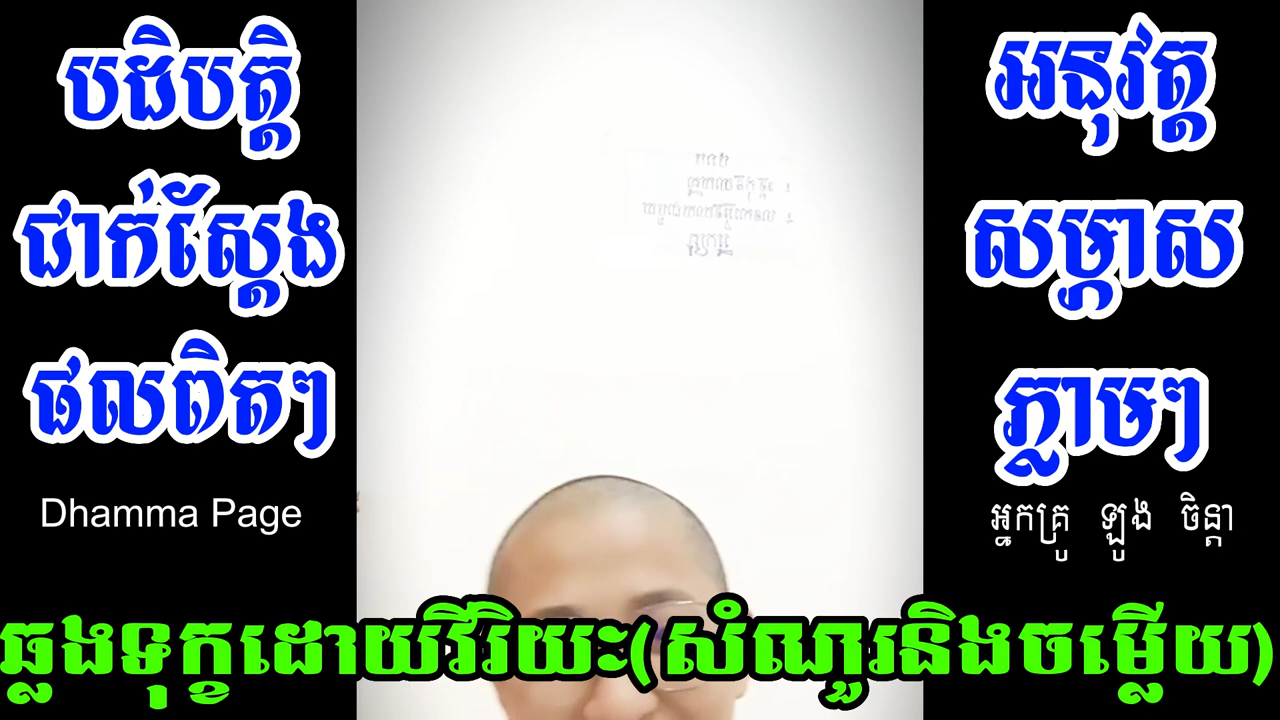 បដិបត្តិ
ជាក់ស្តែង
ផលពិតៗ
Dhamma Page
អនុវត្ត
សម្ភាស
ភ្លាមៗ
អ្នកគ្រូ ឡុង ចិន្តា
ឆ្លងទុក្ខដោយវីរិយៈ(សំណួរនិងចម្លើយ)